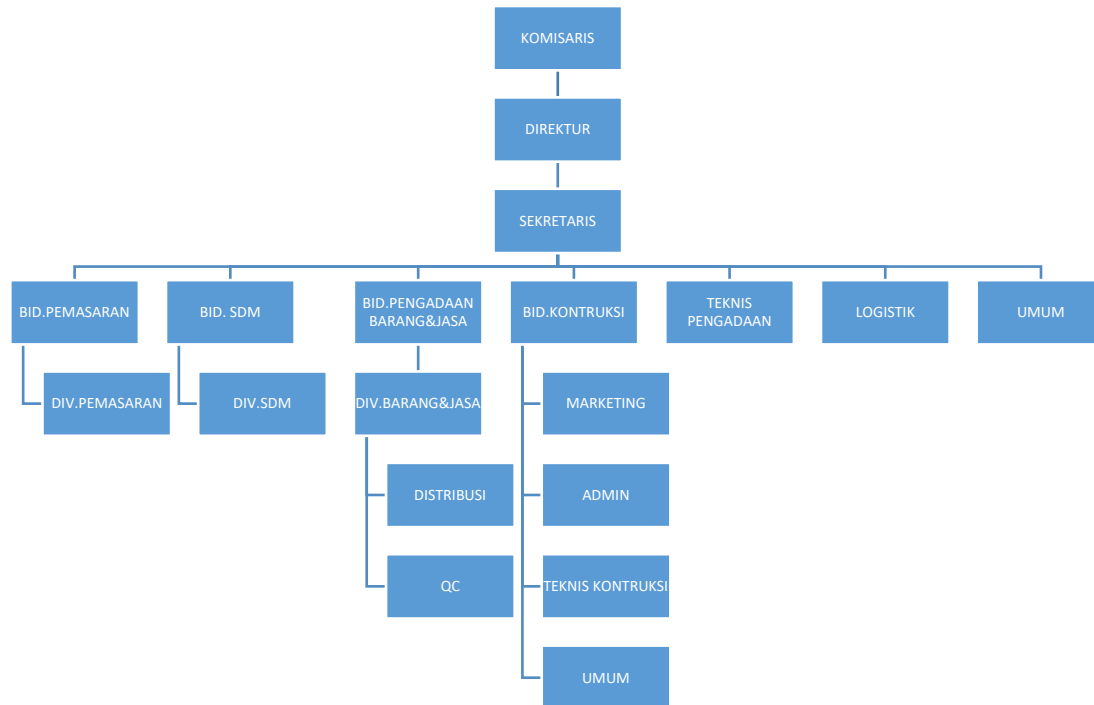 KOMISARIS
DIREKTUR
SEKRETARIS
BID.PEMASARAN
BID. SDM
BID.PENGADAAN
BARANG&JASA
BID.KONTRUKSI
TEKNIS
PENGADAAN
LOGISTIK
UMUM
DIV.PEMASARAN
DIV.SDM
DIV.BARANG&JASA
MARKETING
DISTRIBUSI
ADMIN
QC
TEKNIS KONTRUKSI
UMUM